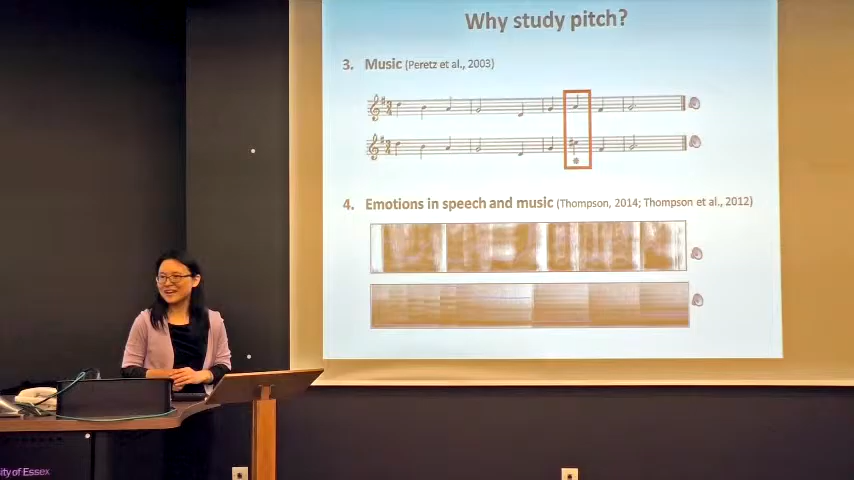 Why study pitch?
3. Music (Peretz et al., 2003)
4. Emotions in speech and music (Thompson, 2014; Thompson et al., 2012)
sity of Essex